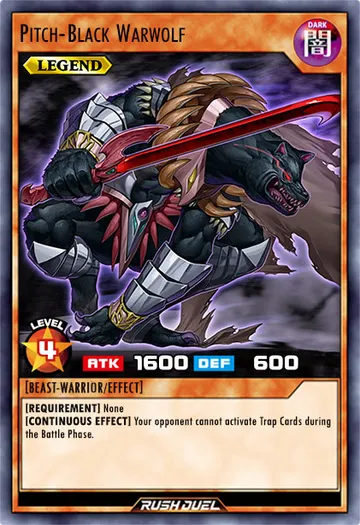 PITCH-BLACK WARWOLF
DARK
闇
LEGEND
LEVEL
4
ATK 1600 DEF 600
[BEAST-WARRIOR/EFFECT]
[REQUIREMENT] None
[CONTINUOUS EFFECT] Your opponent cannot activate Trap Cards during
the Battle Phase.
RUSH DUEL